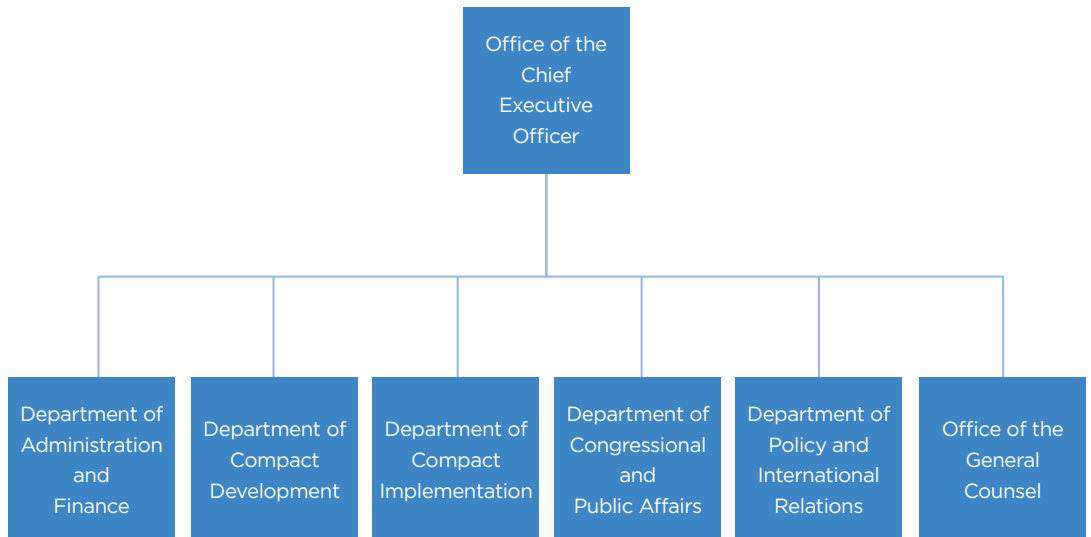 Office of the
Chief
Executive
Officer
Department of
Administration
and
Finance
Department of
Compact
Development
Department of
Compact
Implementation
Department of
Congressional
and
Public Affairs
Department of
Policy and
International
Relations
Office of the
General
Counsel